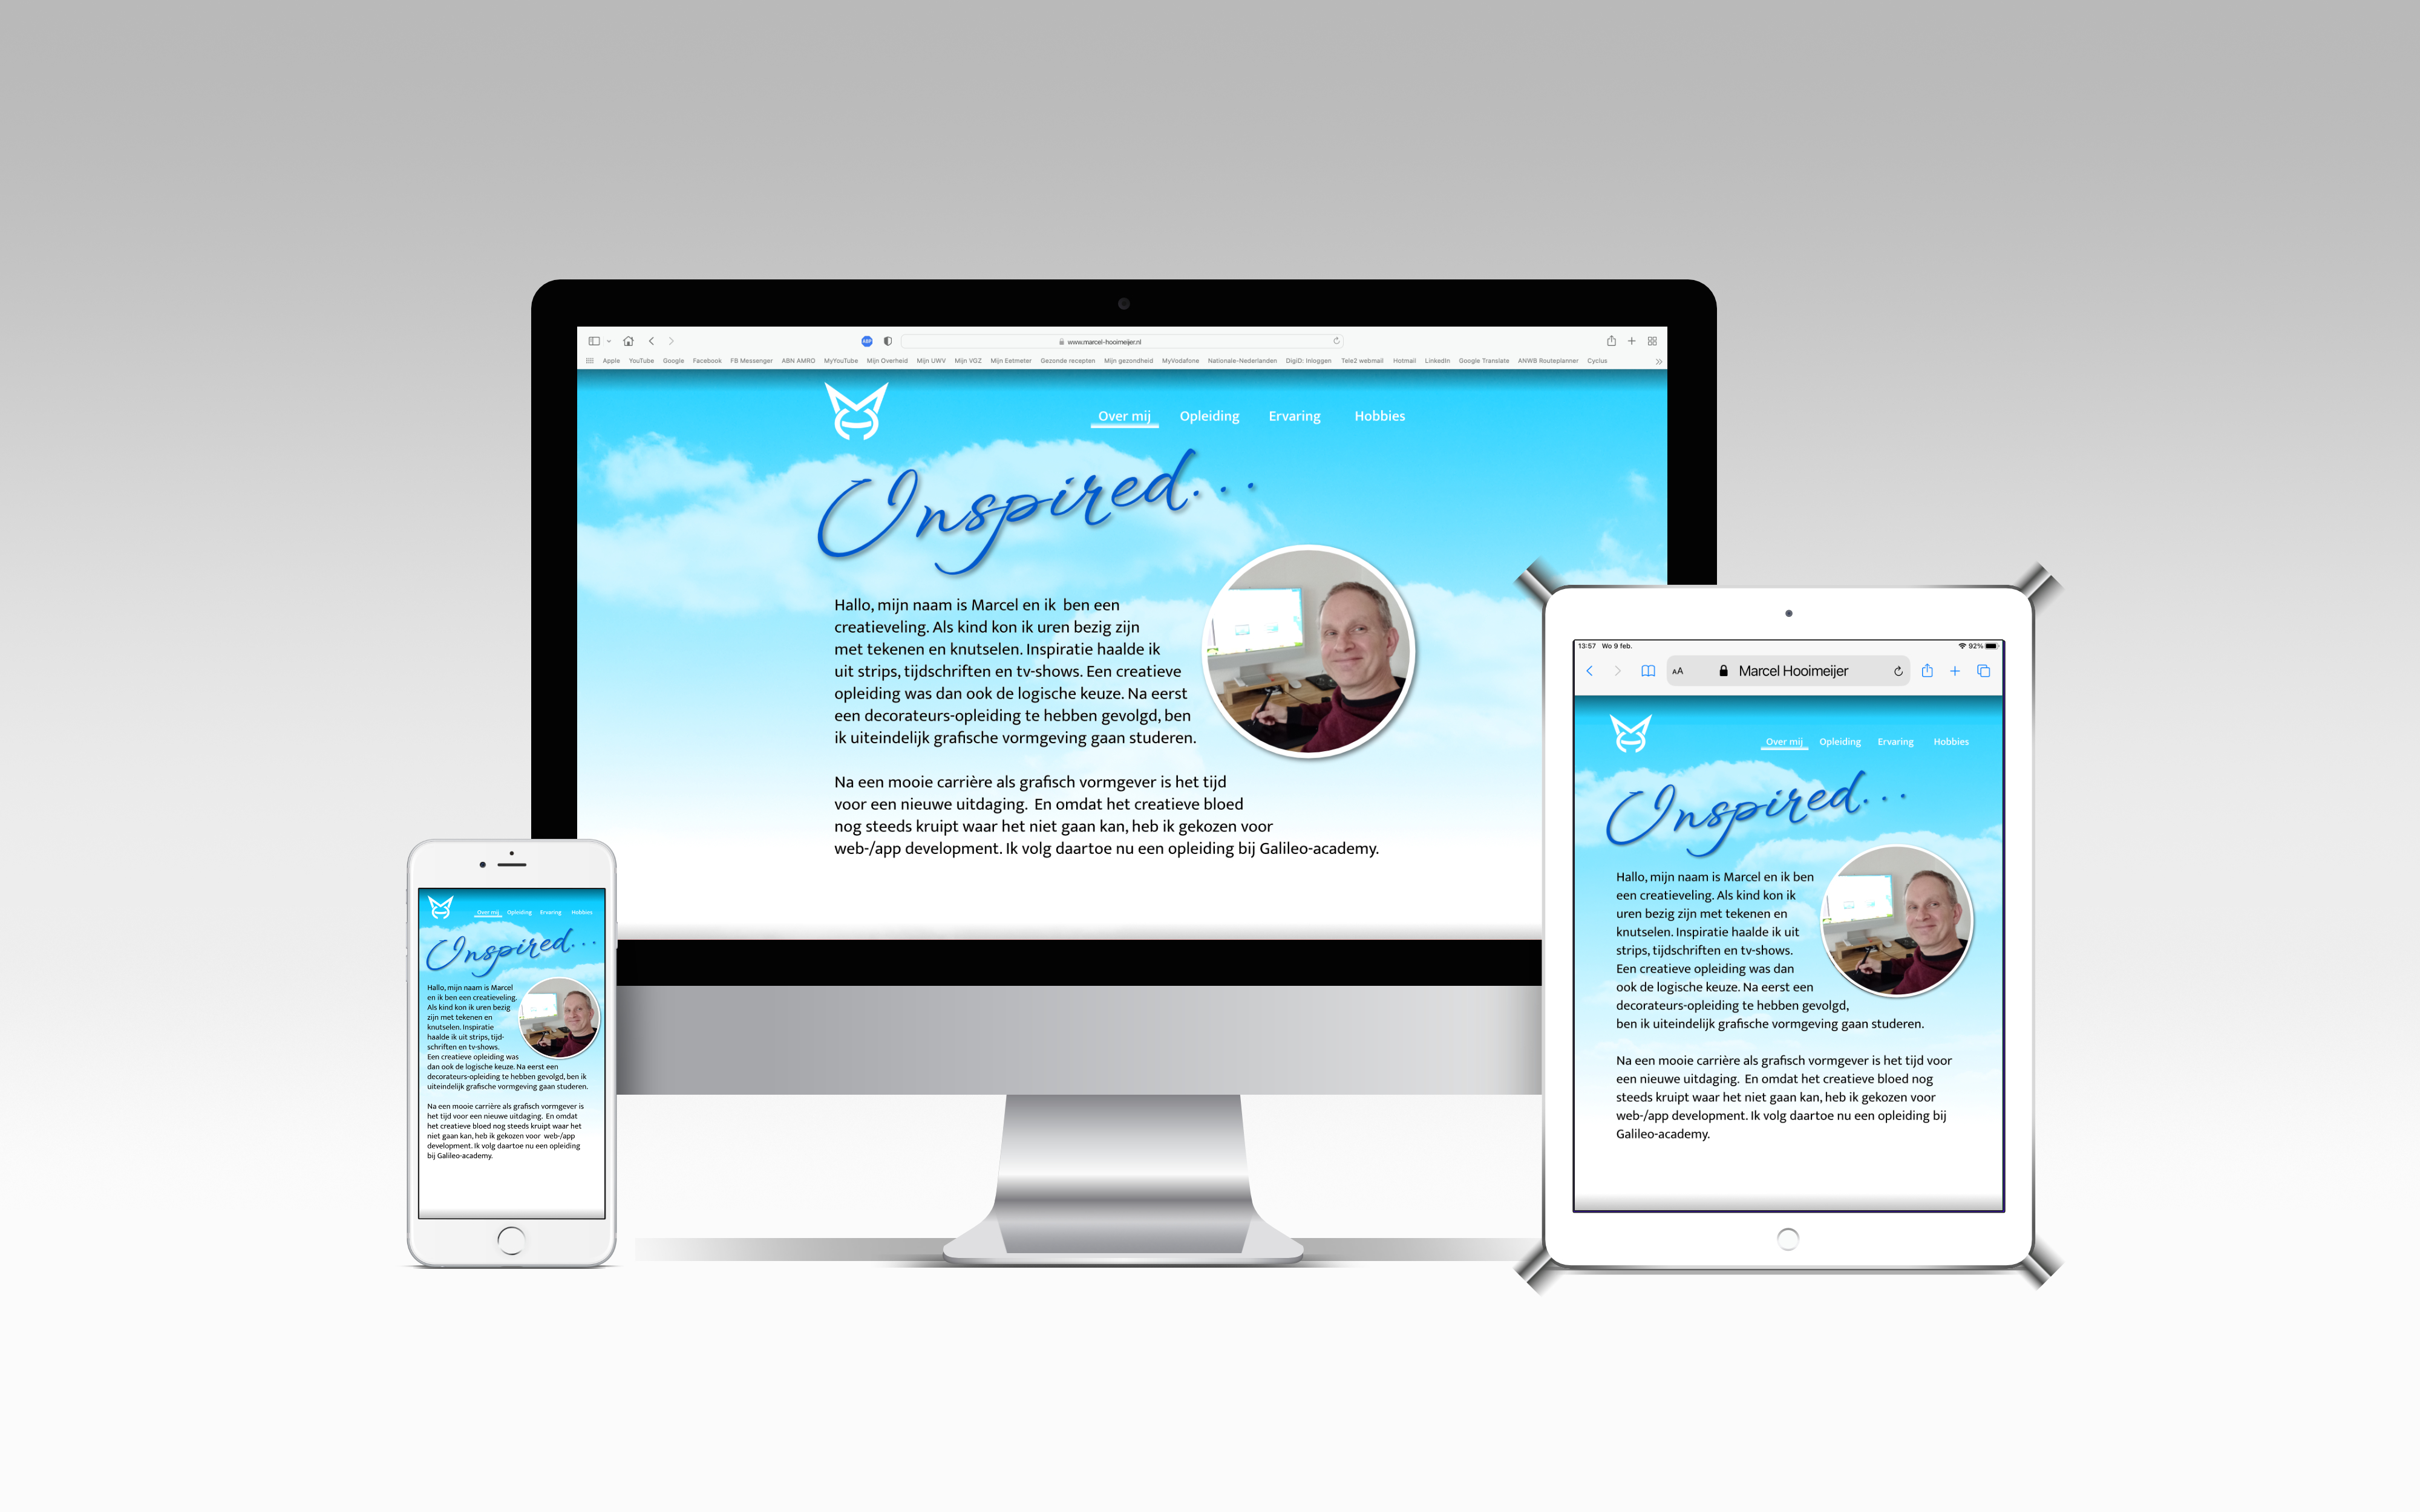 www.marcel-hooimeijer.nl
Apple YouTube Google Facebook FB Messenger ABN AMRO MyYouTube Mijn Overheid Mijn UWV Mijn VGZ Mijn Eetmeter Gezonde recepten Mijn gezondheid MyVodafone Nationale-Nederlanden DigiD: Inloggen Tele2 webmail Hotmail LinkedIn Google Translate ANWB Routeplanner Cyclus
Over mij Opleiding Ervaring Hobbies
Inspired...
Hallo, mijn naam is Marcel en ik ben een
creatieveling. Als kind kon ik uren bezig zijn
met tekenen en knutselen. Inspiratie haalde ik
uit strips, tijdschriften en tv-shows. Een creatieve
opleiding was dan ook de logische keuze. Na eerst
een decorateurs-opleiding te hebben gevolgd, ben
ik uiteindelijk grafische vormgeving gaan studeren.
Na een mooie carrière als grafisch vormgever is het tijd
voor een nieuwe uitdaging. En omdat het creatieve bloed
nog steeds kruipt waar het niet gaan kan, heb ik gekozen voor
web-/app development. Ik volg daartoe nu een opleiding bij Galileo-academy.
Over mij Opleiding Ervaring Hobbies
Inspired...
Hallo, mijn naam is Marcel
en ik ben een creatieveling.
Als kind kon ik uren bezig
zijn met tekenen en
knutselen. Inspiratie
haalde ik uit strips, tijd-
schriften en tv-shows.
Een creatieve opleiding was
dan ook de logische keuze. Na eerst een
decorateurs-opleiding te hebben gevolgd, ben ik
uiteindelijk grafische vormgeving gaan studeren.
Na een mooie carrière als grafisch vormgever is
het tijd voor een nieuwe uitdaging. En omdat
het creatieve bloed nog steeds kruipt waar het
niet gaan kan, heb ik gekozen voor web-/app
development. Ik volg daartoe nu een opleiding
bij Galileo-academy.
13:57 Wo 9 feb. 92%
AA Marcel Hooimeijer
Over mij Opleiding Ervaring Hobbies
Inspired...
Hallo, mijn naam is Marcel en ik ben
een creatieveling. Als kind kon ik
uren bezig zijn met tekenen en
knutselen. Inspiratie haalde ik uit
strips, tijdschriften en tv-shows.
Een creatieve opleiding was dan
ook de logische keuze. Na eerst een
decorateurs-opleiding te hebben gevolgd,
ben ik uiteindelijk grafische vormgeving gaan studeren.
Na een mooie carrière als grafisch vormgever is het tijd voor
een nieuwe uitdaging. En omdat het creatieve bloed nog
steeds kruipt waar het niet gaan kan, heb ik gekozen voor
web-/app development. Ik volg daartoe nu een opleiding bij
Galileo-academy.